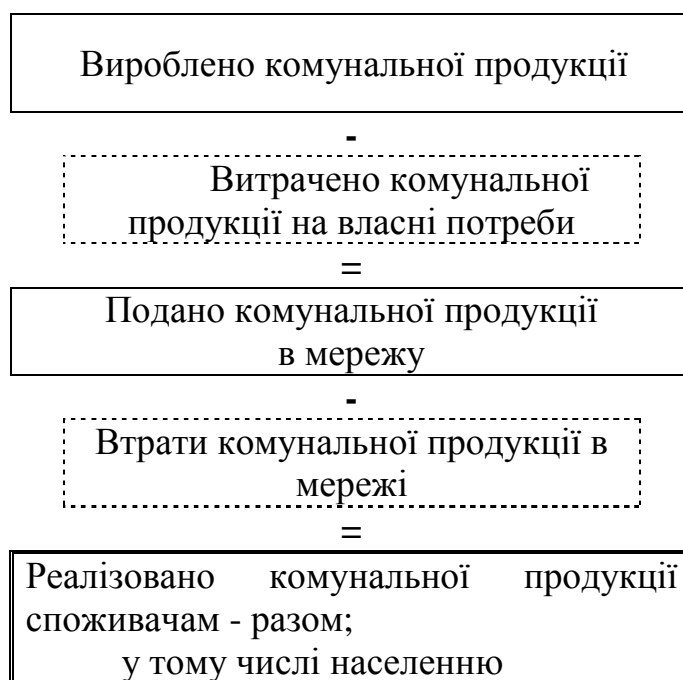 Вироблено комунальної продукції
-
Витрачено комунальної
продукції на власні потреби
=
Подано комунальної продукції
в мережу
-
Втрати комунальної продукції в
мережі
=
Реалізовано комунальної продукції
споживачам - разом;
у тому числі населенню